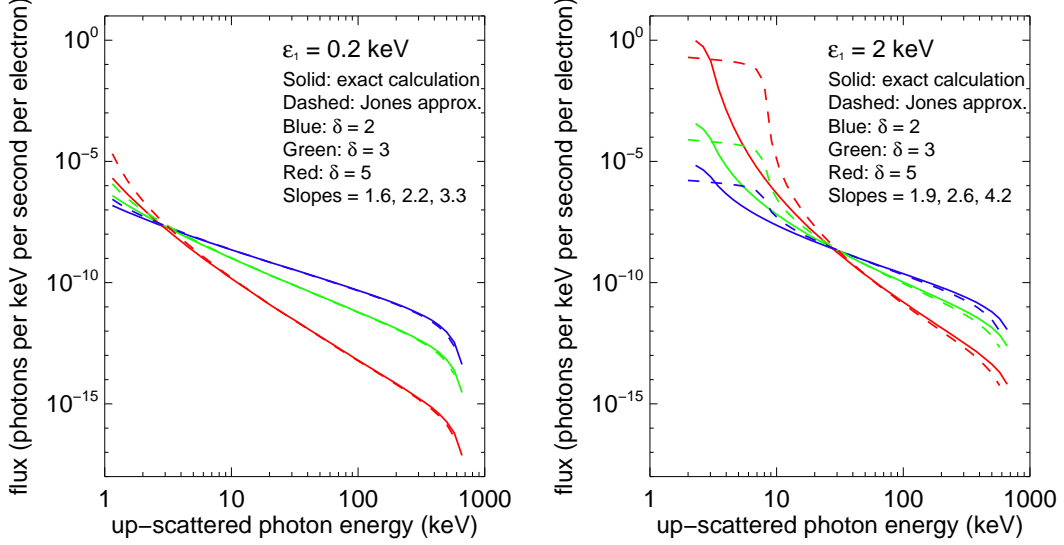 flux (photons per keV per second per electron)
10⁰
10⁻⁵
10⁻¹⁰
10⁻¹⁵
ε₁ = 0.2 keV
Solid: exact calculation
Dashed: Jones approx.
Blue: δ = 2
Green: δ = 3
Red: δ = 5
Slopes = 1.6, 2.2, 3.3
1 10 100 1000
up−scattered photon energy (keV)
flux (photons per keV per second per electron)
10⁰
10⁻⁵
10⁻¹⁰
10⁻¹⁵
ε₁ = 2 keV
Solid: exact calculation
Dashed: Jones approx.
Blue: δ = 2
Green: δ = 3
Red: δ = 5
Slopes = 1.9, 2.6, 4.2
1 10 100 1000
up−scattered photon energy (keV)